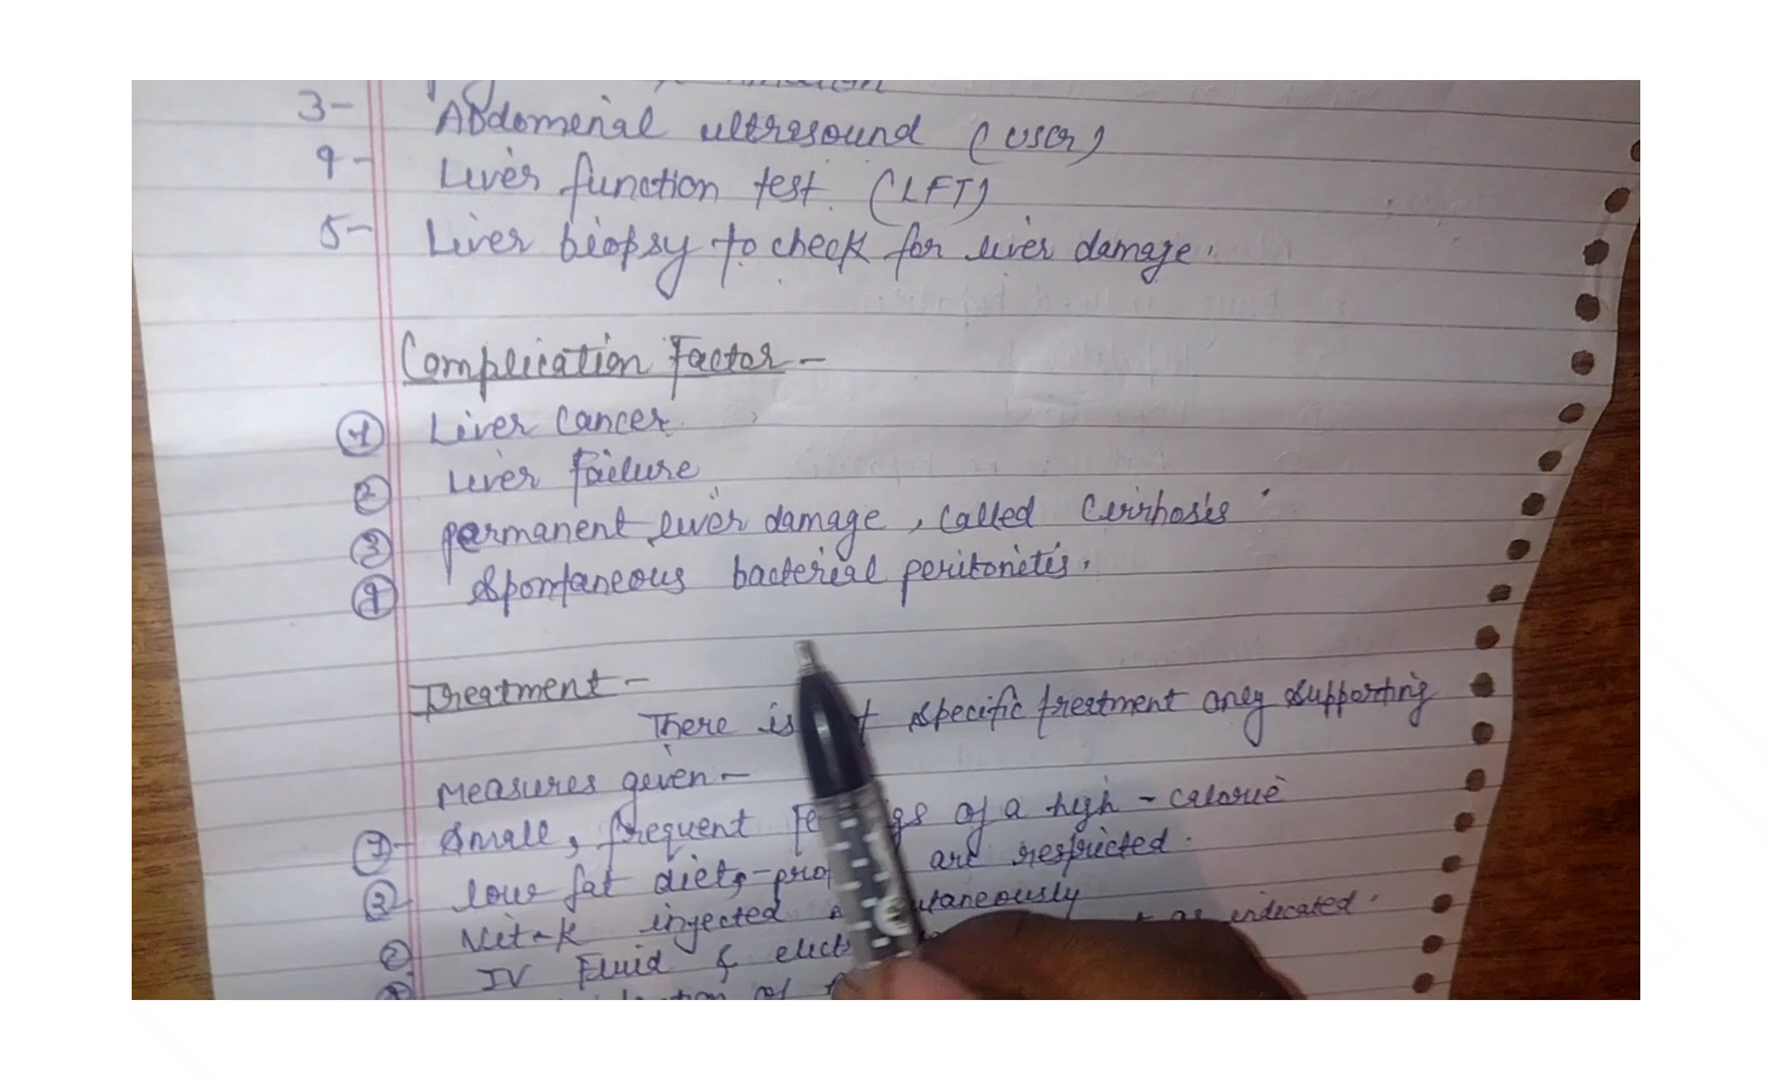 3- Abdomenal ultrasound (USG)
4- Liver function test. (LFT)
5- Liver biopsy to check for liver damage.
Complication Factor -
① Liver Cancer
② Liver failure
③ permanent liver damage, called Cirrhosis
④ Spontaneous bacterial peritonitis.
Treatment -
There is specific treatment only supporting
measures given -
① Small, frequent of a high - calorie
② low fat diets, are restricted.
③ Vit-K injected
④ IV Fluid & as indicated.
of